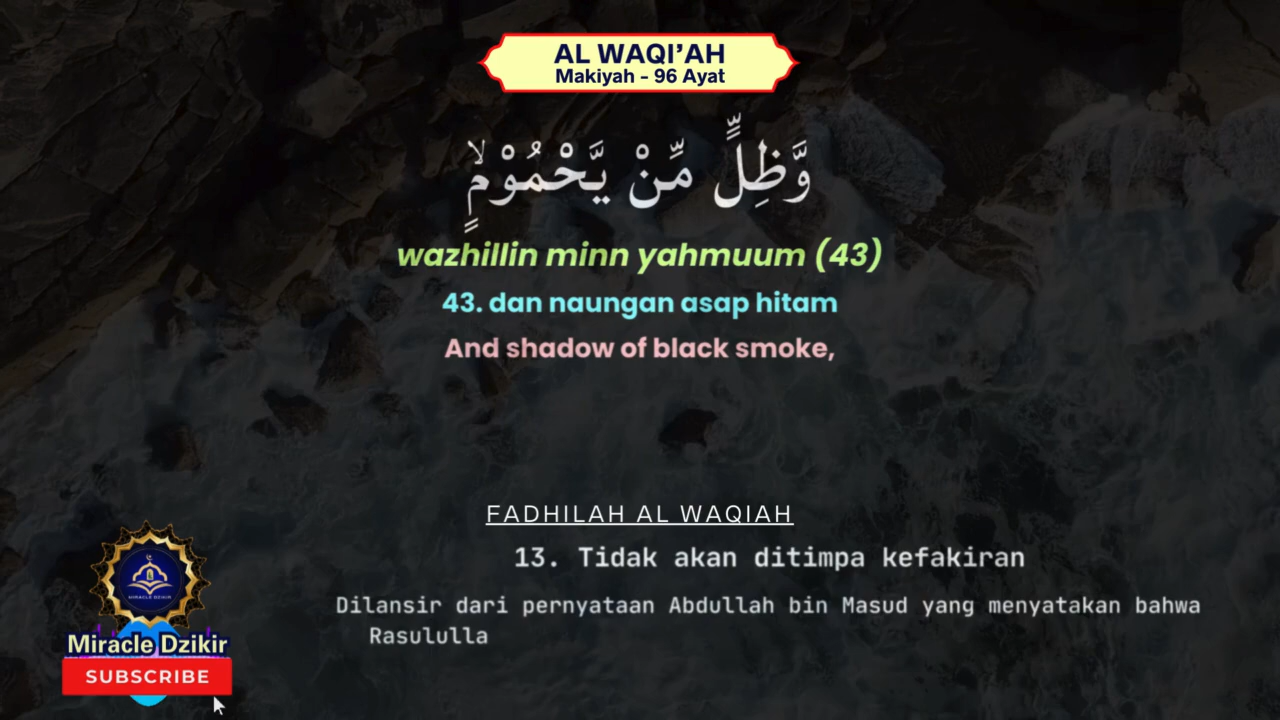 AL WAQI'AH
Makiyah - 96 Ayat
وَّظِلٍّ مِّنْ يَّحْمُوْمٍۙ
wazhillin minn yahmuum (43)
43. dan naungan asap hitam
And shadow of black smoke,
FADHILAH AL WAQIAH
13. Tidak akan ditimpa kefakiran
Dilansir dari pernyataan Abdullah bin Masud yang menyatakan bahwa
Rasululla
MIRACLE DZIKIR
Miracle Dzikir
SUBSCRIBE